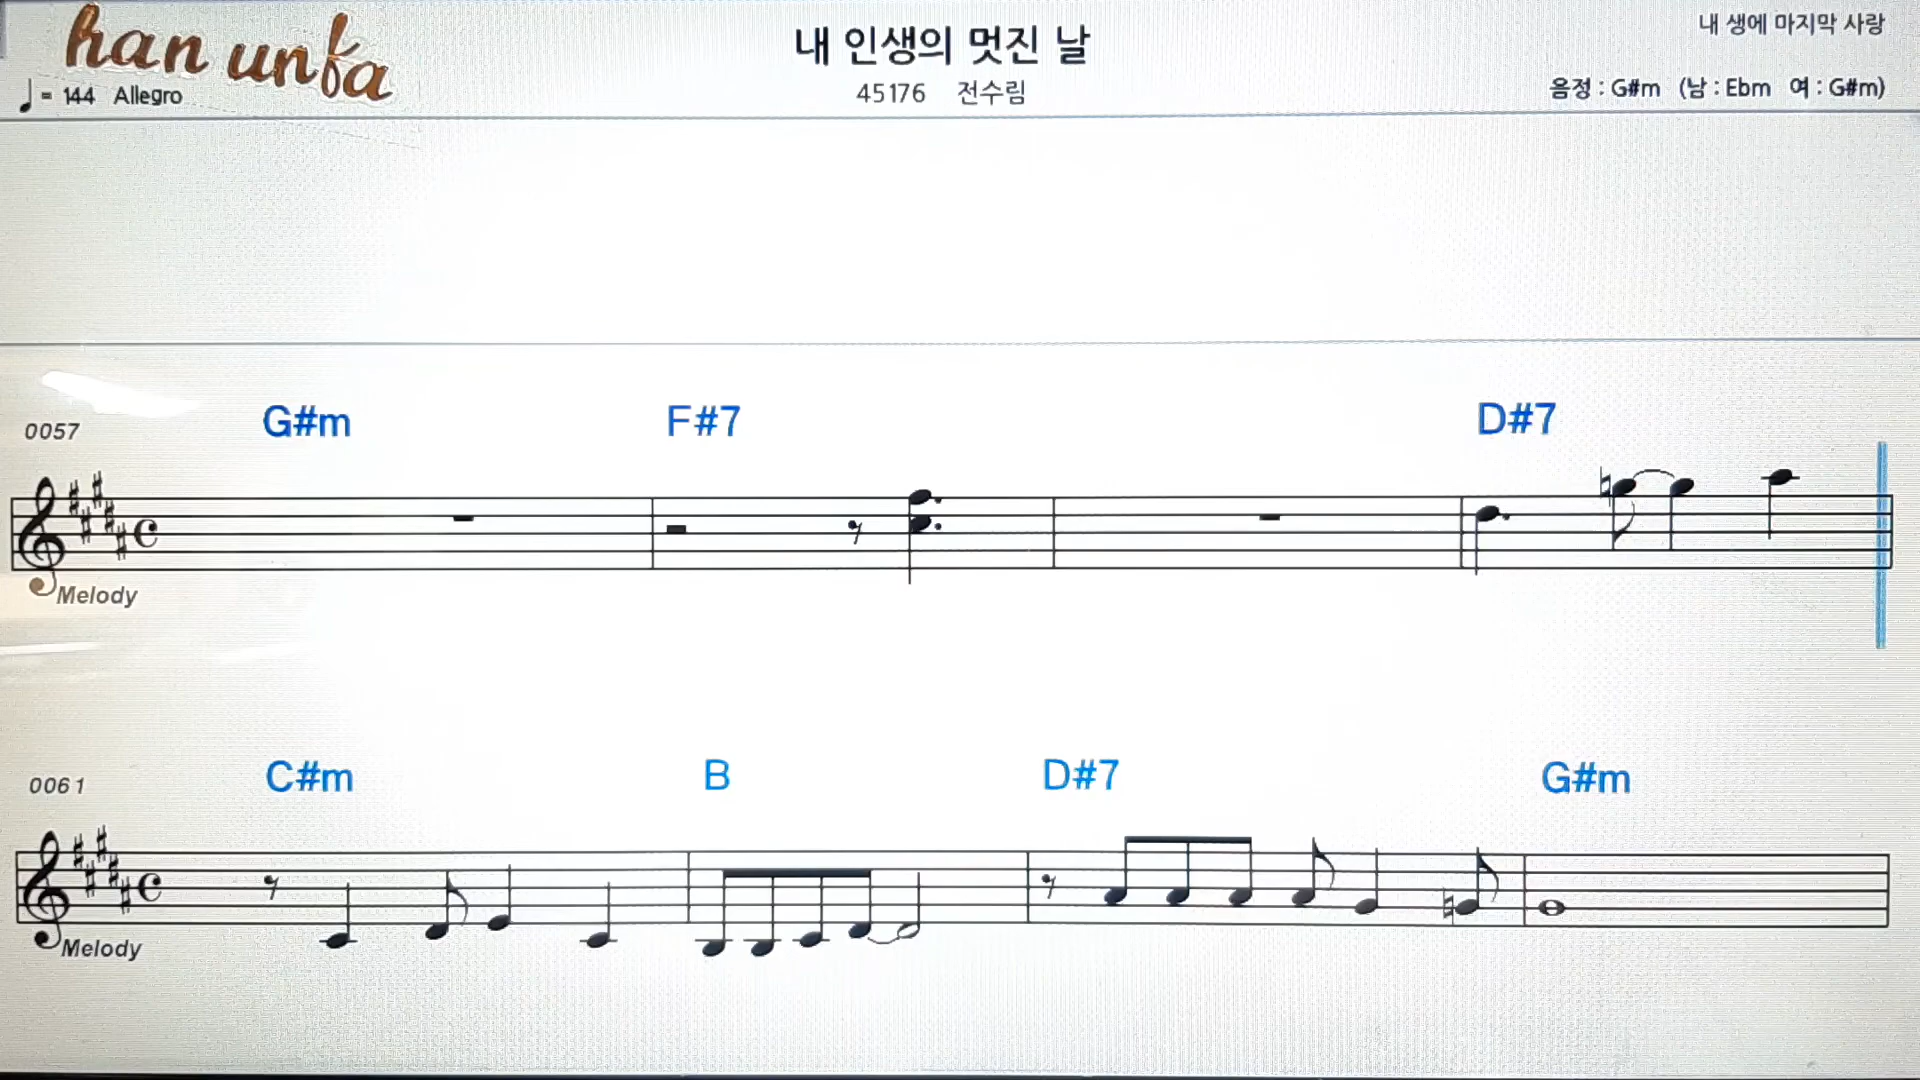 han unfa
내 인생의 멋진 날
내 생에 마지막 사랑
♩= 144 Allegro
45176 전수림
음정 : G#m (남 : Ebm 여 : G#m)
G#m F#7 D#7
0057
Melody
C#m B D#7 G#m
0061
Melody